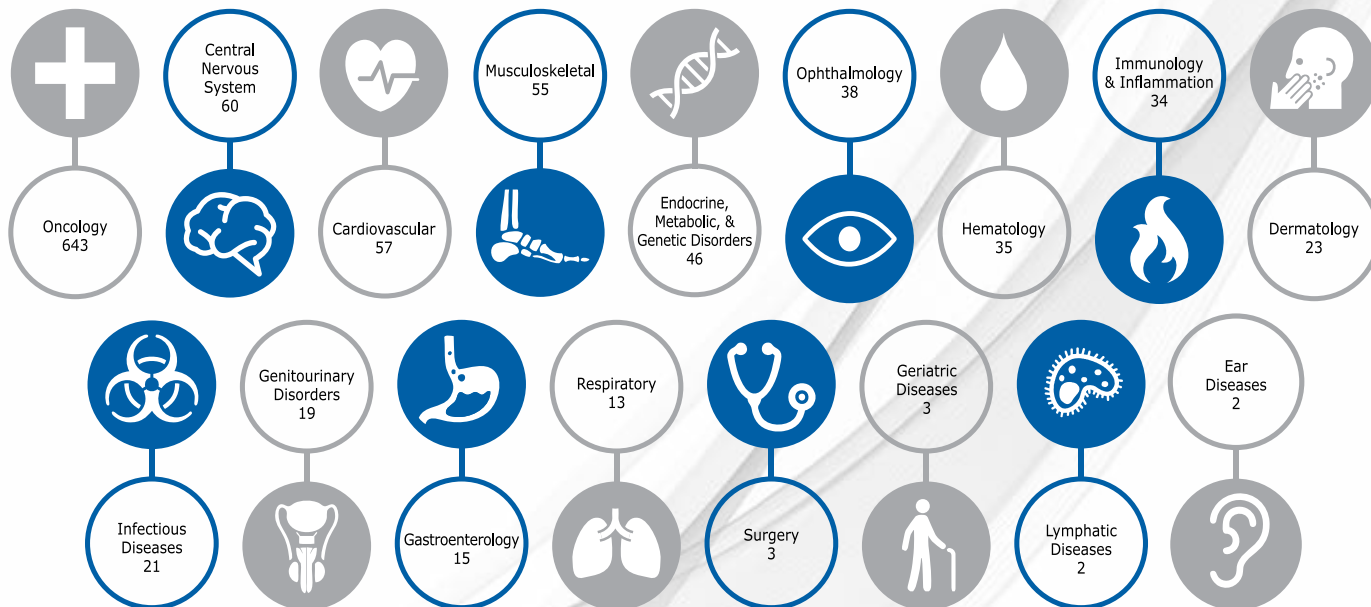 Central
Nervous
System
60
Musculoskeletal
55
Ophthalmology
38
Immunology
& Inflammation
34
Oncology
643
Cardiovascular
57
Endocrine,
Metabolic, &
Genetic Disorders
46
Hematology
35
Dermatology
23
Genitourinary
Disorders
19
Respiratory
13
Geriatric
Diseases
3
Ear
Diseases
2
Infectious
Diseases
21
Gastroenterology
15
Surgery
3
Lymphatic
Diseases
2